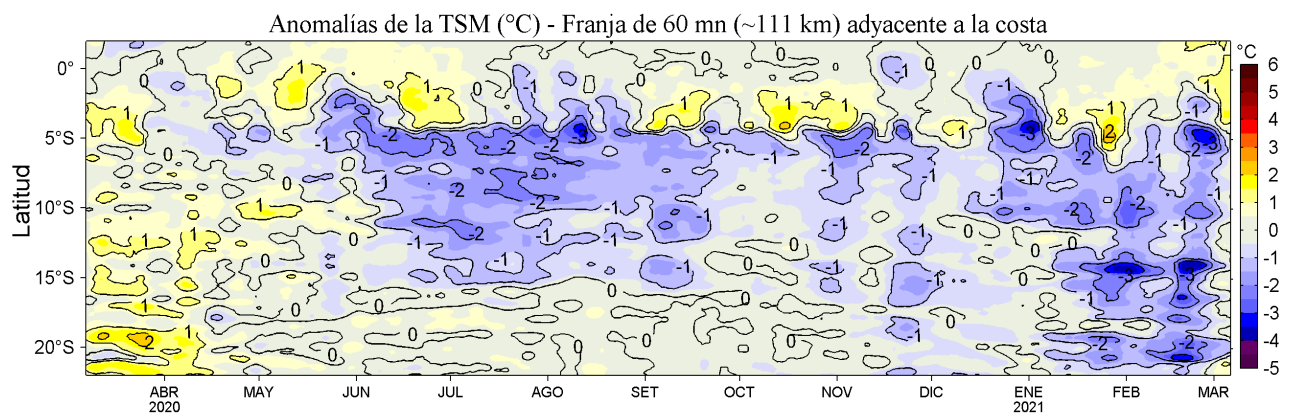 Anomalías de la TSM (°C) - Franja de 60 mn (~111 km) adyacente a la costa
°C
6
5
4
3
2
1
0
-1
-2
-3
-4
-5
Latitud
0°
5°S
10°S
15°S
20°S
ABR MAY JUN JUL AGO SET OCT NOV DIC ENE FEB MAR
2020 2021